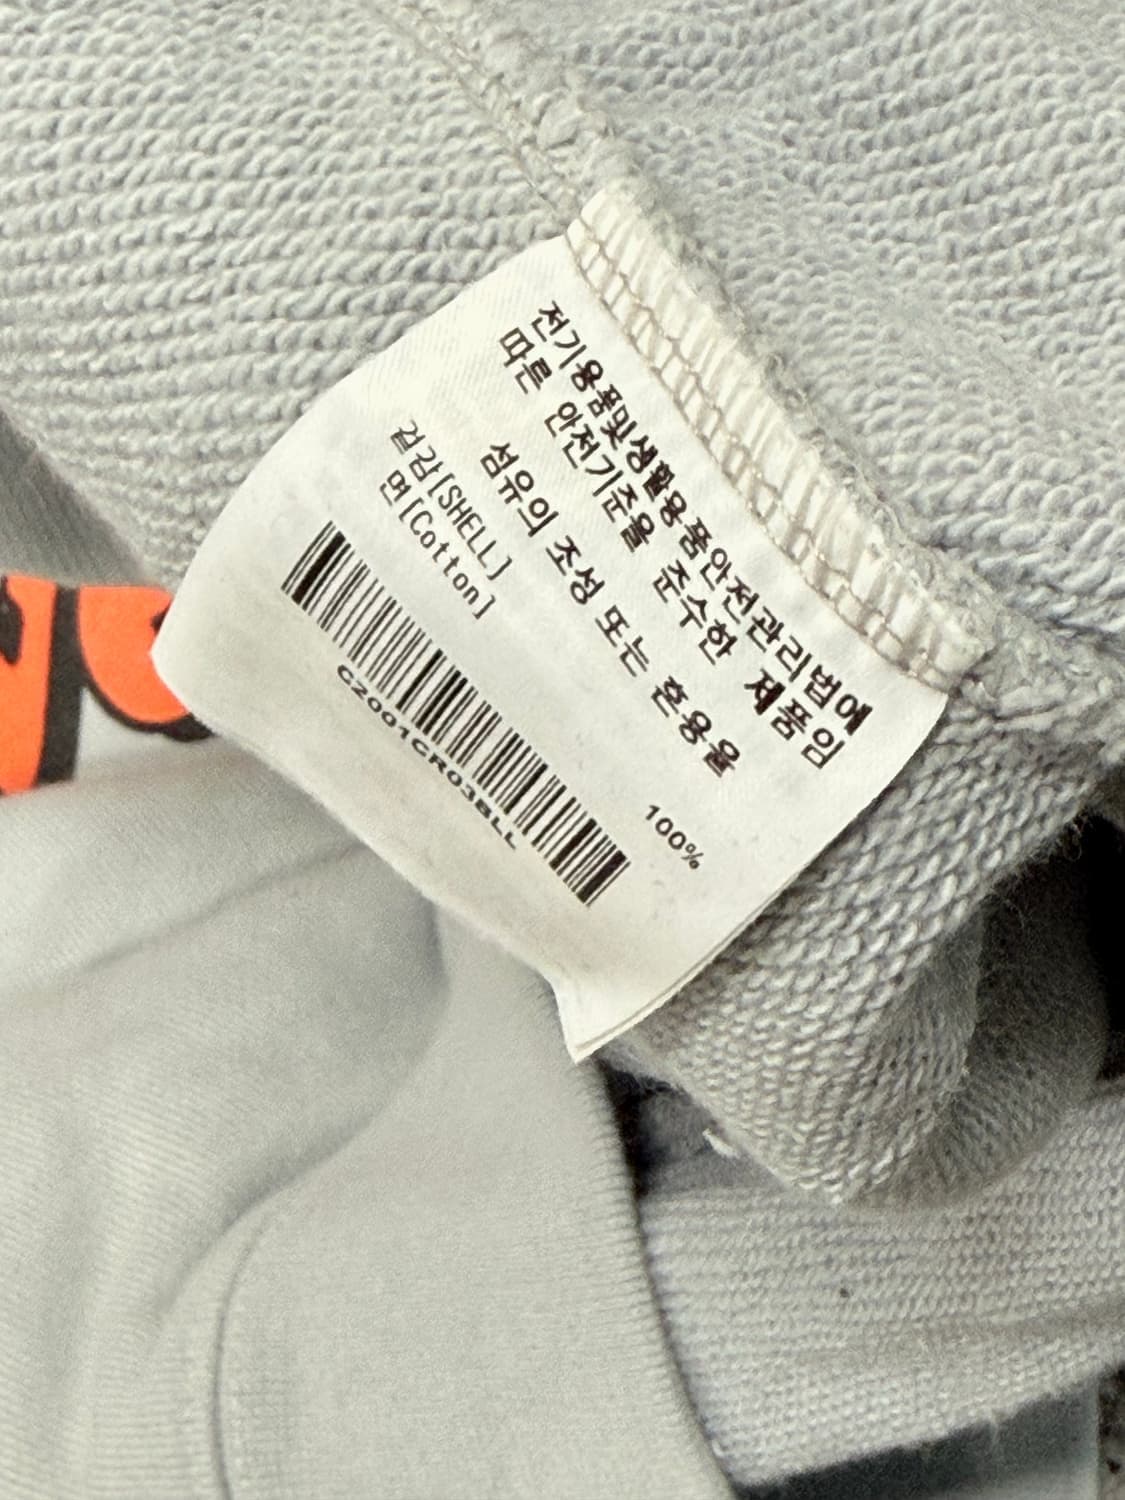 전기용품및생활용품안전관리법에
따른 안전기준을 준수한 제품임
섬유의 조성 또는 혼용율
겉감[SHELL]
면[Cotton] 100%
CZ001CR03BLL